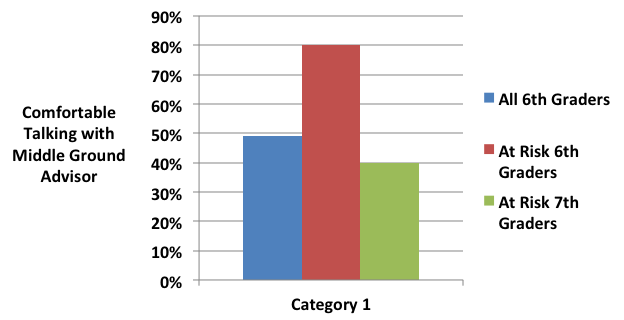 Comfortable
Talking with
Middle Ground
Advisor
90%
80%
70%
60%
50%
40%
30%
20%
10%
0%
Category 1
All 6th Graders
At Risk 6th
Graders
At Risk 7th
Graders